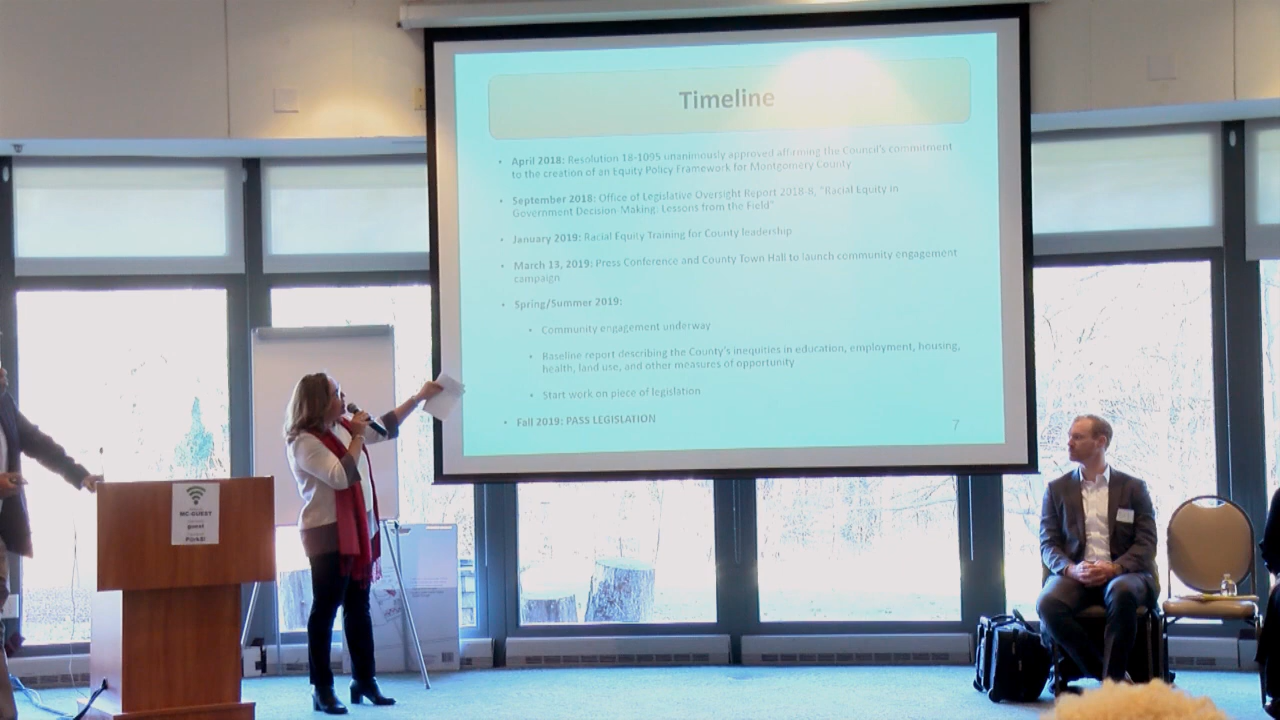 Timeline
• April 2018: Resolution 18-1095 unanimously approved affirming the Council's commitment
to the creation of an Equity Policy Framework for Montgomery County
• September 2018: Office of Legislative Oversight Report 2018-8, "Racial Equity in
Government Decision-Making: Lessons from the Field"
• January 2019: Racial Equity Training for County leadership
• March 13, 2019: Press Conference and County Town Hall to launch community engagement
campaign
• Spring/Summer 2019:
• Community engagement underway
• Baseline report describing the County's inequities in education, employment, housing,
health, land use, and other measures of opportunity
• Start work on piece of legislation
• Fall 2019: PASS LEGISLATION
7
MC-GUEST
guest